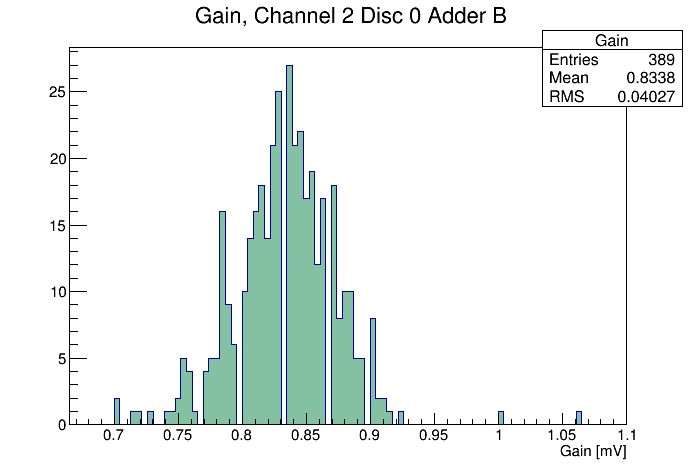 Gain, Channel 2 Disc 0 Adder B
Gain
Entries 389
Mean 0.8338
RMS 0.04027
25
20
15
10
5
0
0.7 0.75 0.8 0.85 0.9 0.95 1 1.05 1.1
Gain [mV]